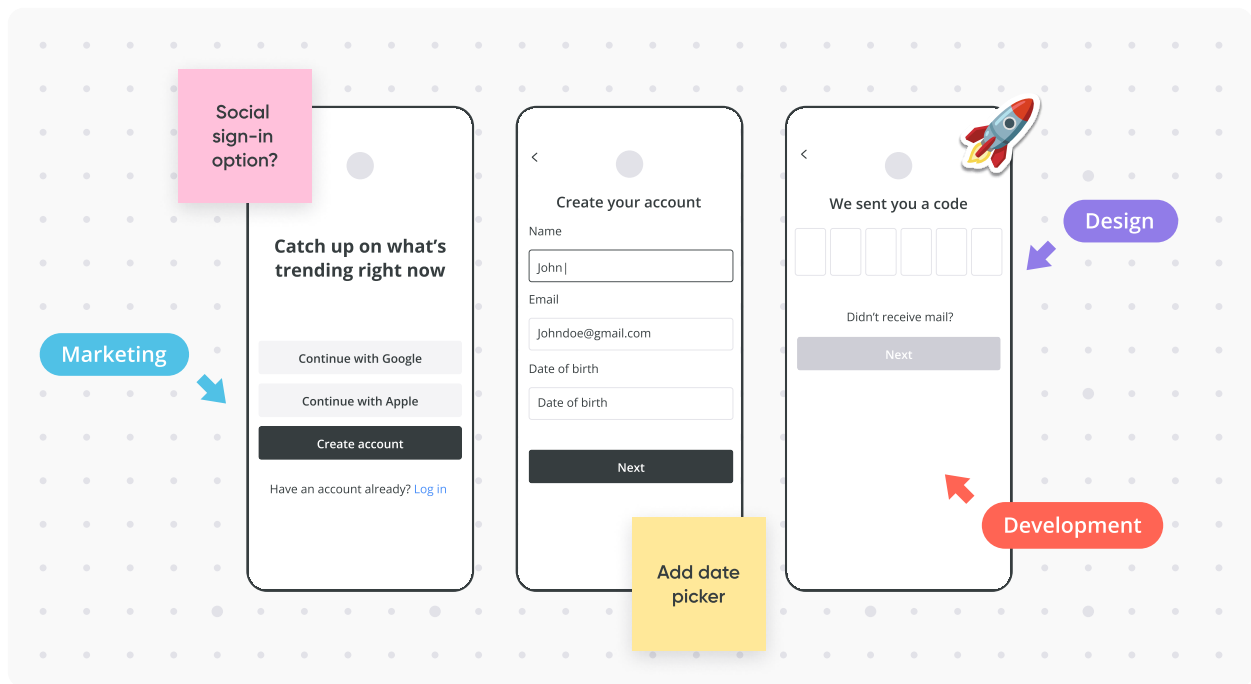 Social
sign-in
option?
Catch up on what’s
trending right now
Continue with Google
Continue with Apple
Create account
Have an account already? Log in
Marketing
Create your account
Name
John
Email
Johndoe@gmail.com
Date of birth
Date of birth
Next
Add date
picker
We sent you a code
Didn’t receive mail?
Next
Design
Development